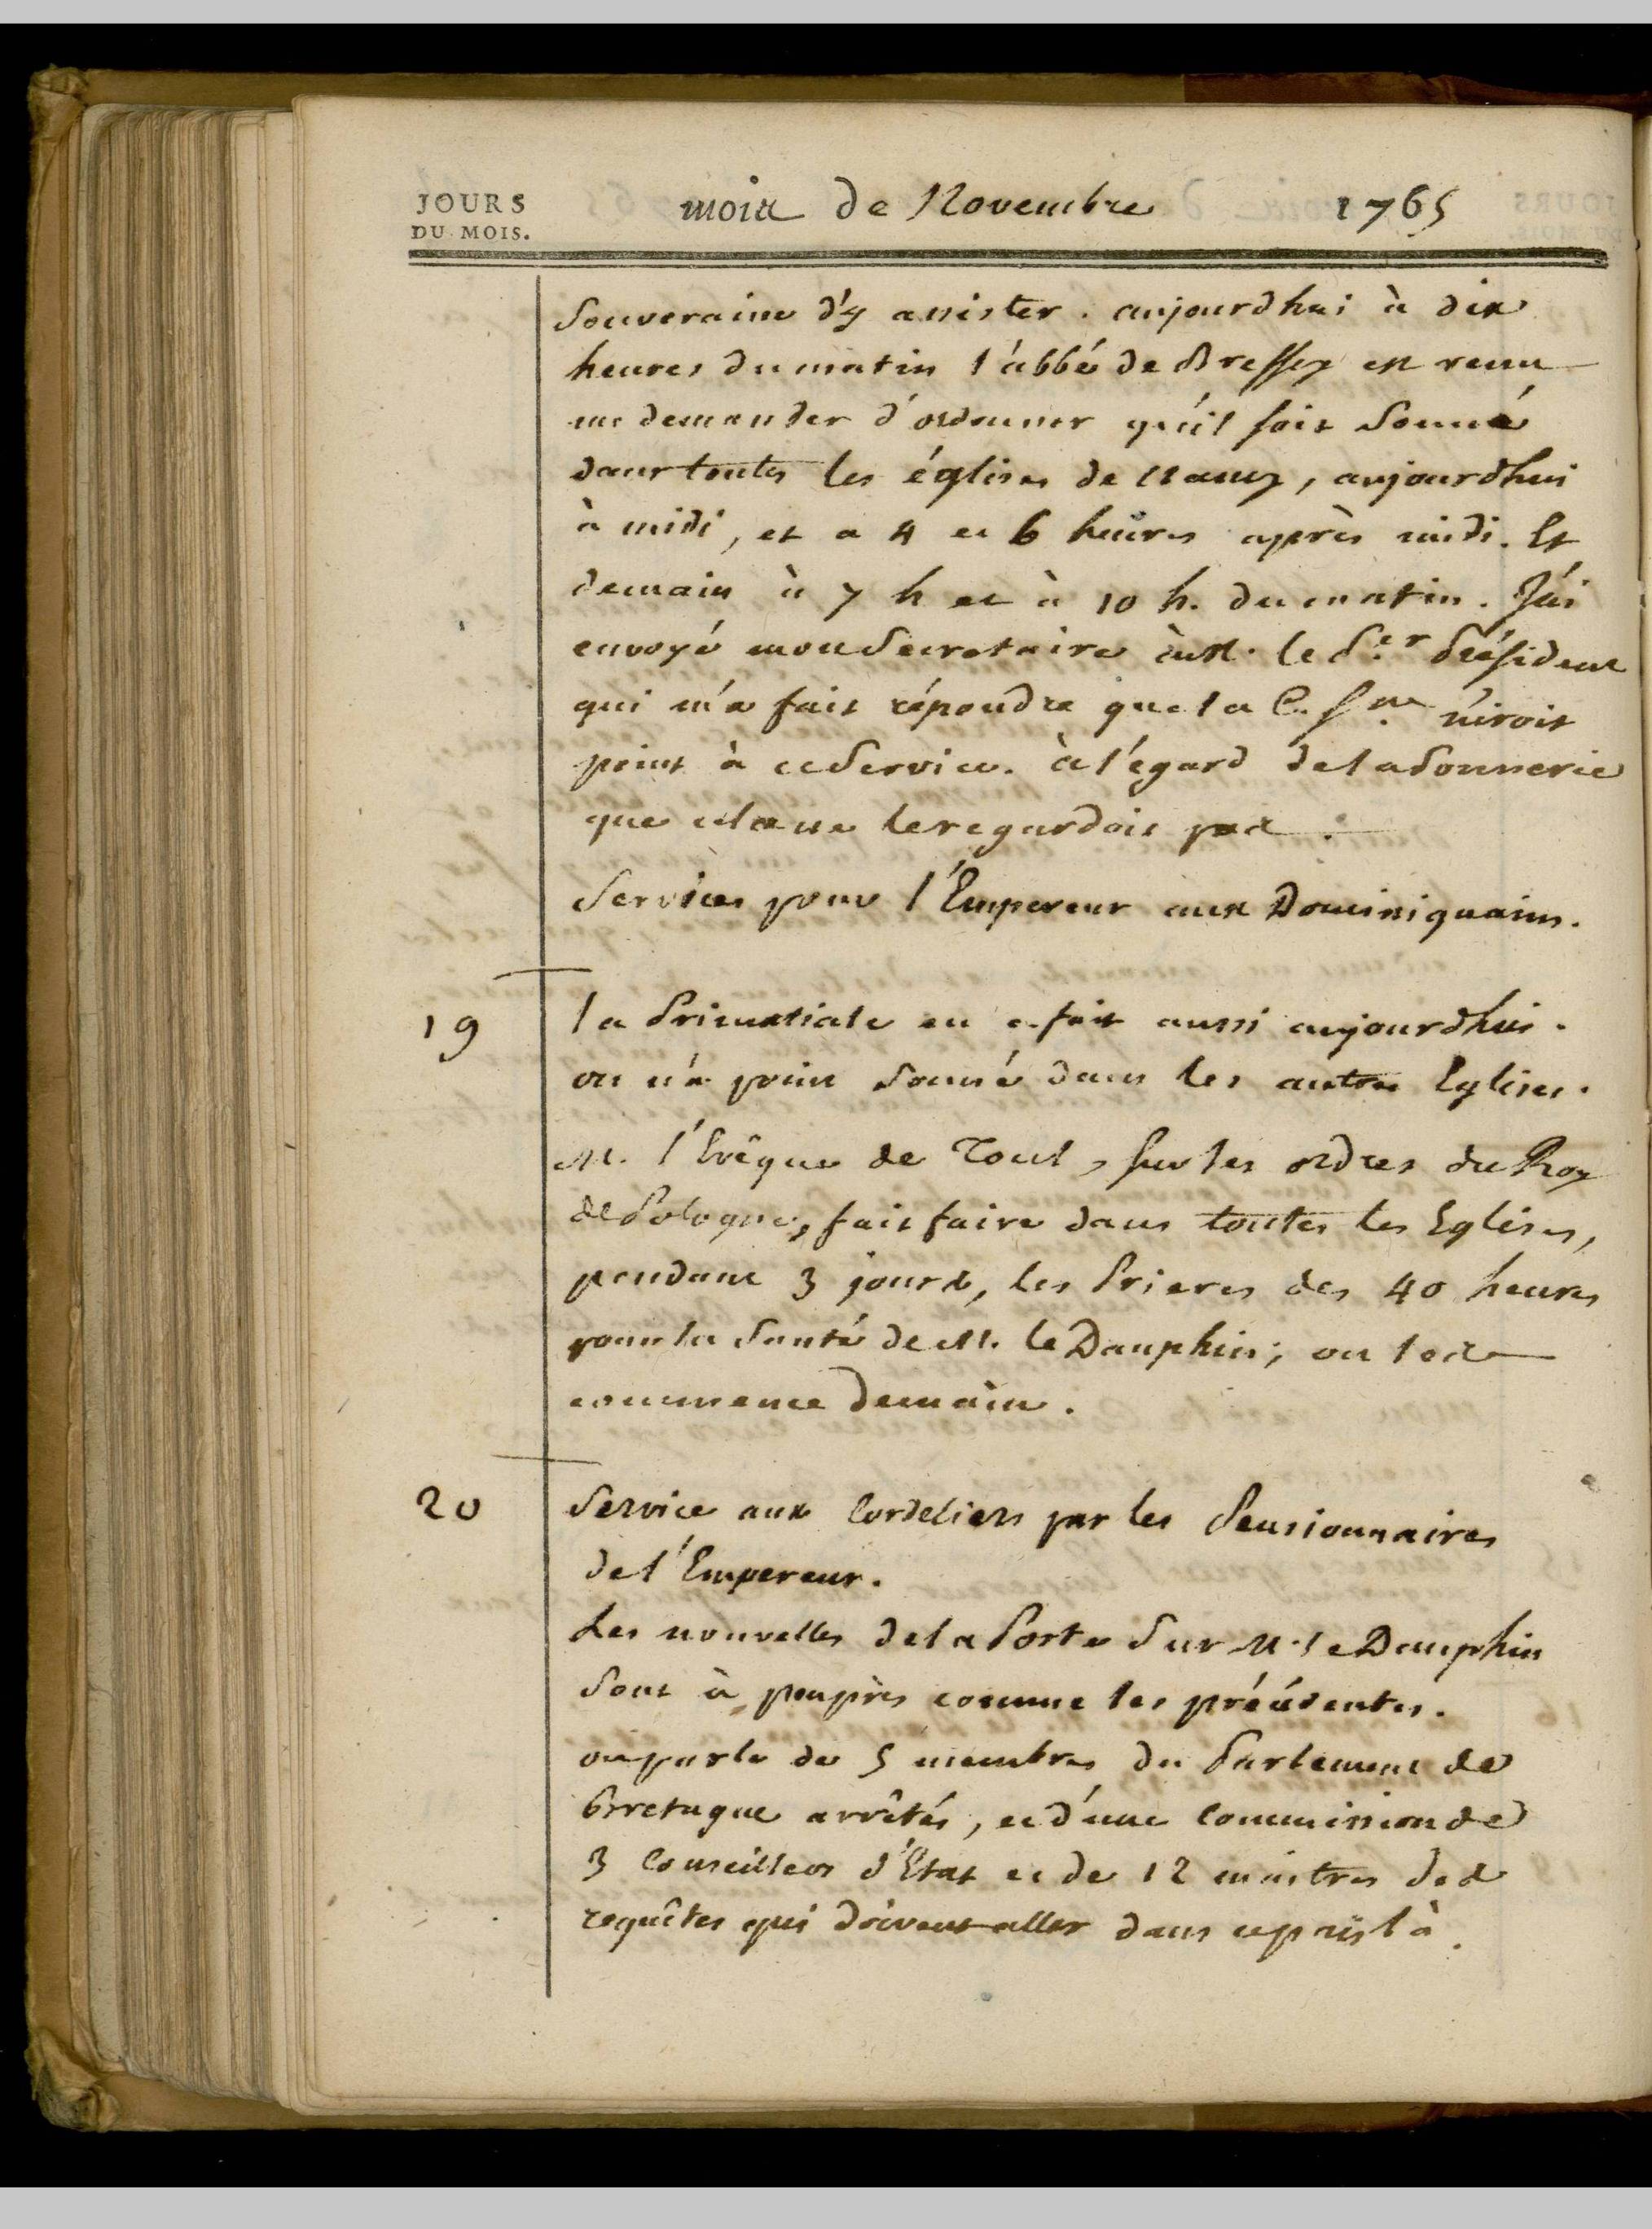 JOURS
DU MOIS.
mois de Novembre 1765
Souveraine d'y assister. aujourdhui à dix
heures du matin l'abbé de Bressey est venu
me demander d'ordonner qu'il soit Sonné
dans toutes les églises de Nancy, aujourdhui
à midi, et a 4 et 6 heures après midi. Et
demain à 7 h et à 10 h. du matin. J'ai
envoyé mon Secretaire à M. le P.er Président
qui m'a fait répondre que la C. S.ne n'iroit
point à ce Service. à l'égard de la Sonnerie
que cela ne le regardoit pas.
Services pour l'Empereur aux Dominiquains.
19 la Primatiale en a fait aussi aujourdhui.
on n'a point Sonné dans les autres Eglises.
M. l'Evêque de Toul, sur les ordres du Roy
de Pologne, fait faire dans toutes les Eglises,
pendant 3 jours, les Prieres des 40 heures
pour la Santé de M. le Dauphin; on les
commence demain.
20 Service aux Cordeliers par les Pensionnaires
de l'Empereur.
Les nouvelles de la Poste Sur M. le Dauphin
Sont à peu près comme les précédentes.
on parle de 5 membres du Parlement de
Bretagne arrêtés, et d'une Commission de
3 Conseillers d'Etat et de 12 maitres des
requêtes qui doivent aller dans ce païs là.